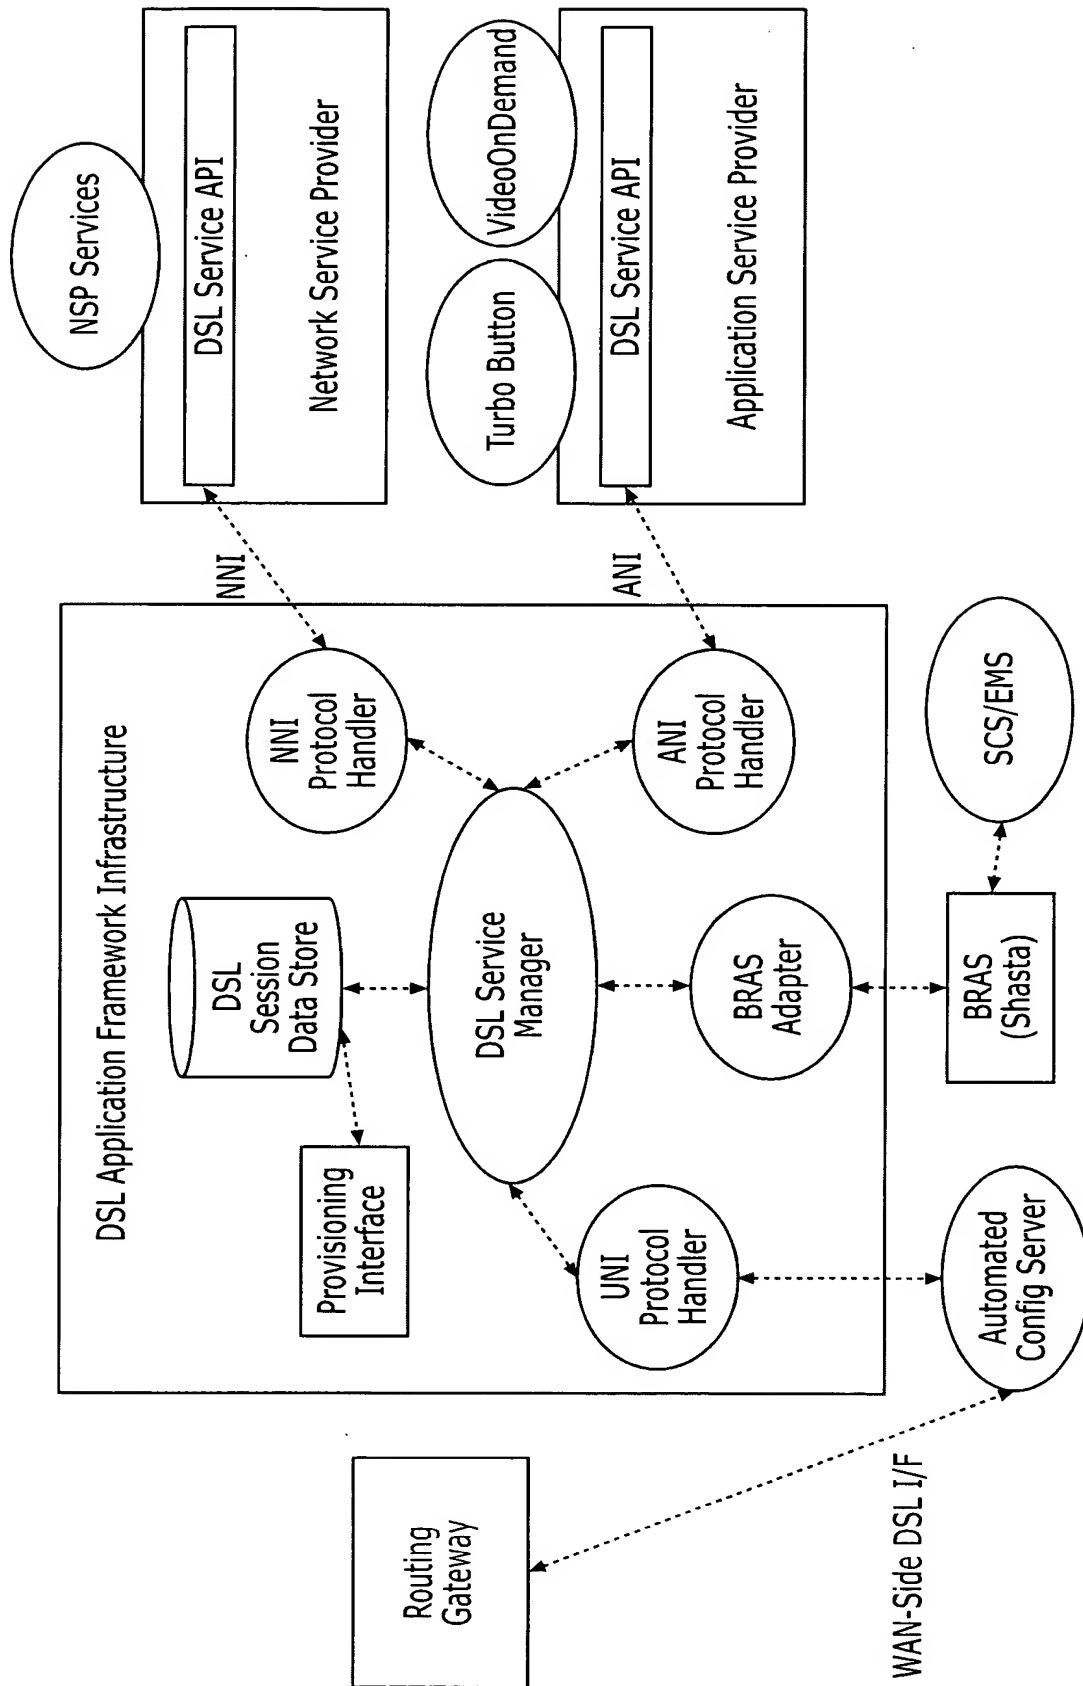 DSL Application Framework Infrastructure
NSP Services
DSL Service API
Network Service Provider
NNI
NNI
Protocol
Handler
DSL
Session
Data Store
Provisioning
Interface
Turbo Button
VideoOnDemand
DSL Service API
Application Service Provider
ANI
DSL Service
Manager
Routing
Gateway
UNI
Protocol
Handler
BRAS
Adapter
ANI
Protocol
Handler
WAN-Side DSL I/F
Automated
Config Server
BRAS
(Shasta)
SCS/EMS